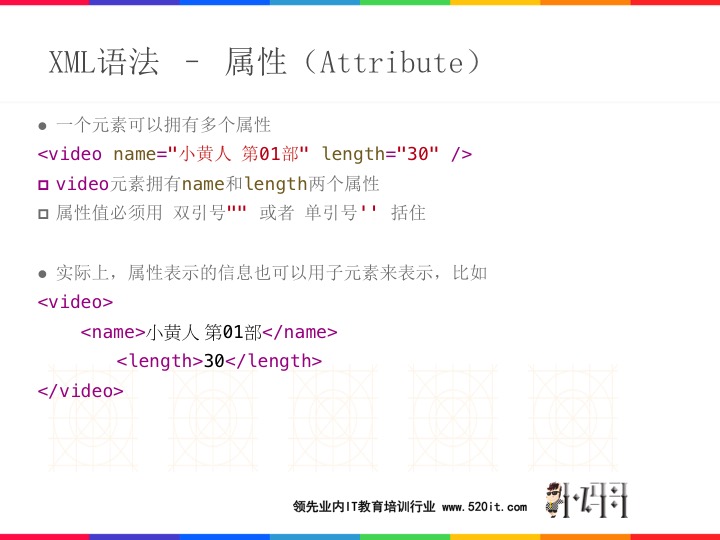 XML语法 – 属性（Attribute）
● 一个元素可以拥有多个属性
<video name="小黄人 第01部" length="30" />
video元素拥有name和length两个属性
属性值必须用 双引号"" 或者 单引号'' 括住
● 实际上，属性表示的信息也可以用子元素来表示，比如
<video>
<name>小黄人 第01部</name>
<length>30</length>
</video>
领先业内IT教育培训行业 www.520it.com
小码哥